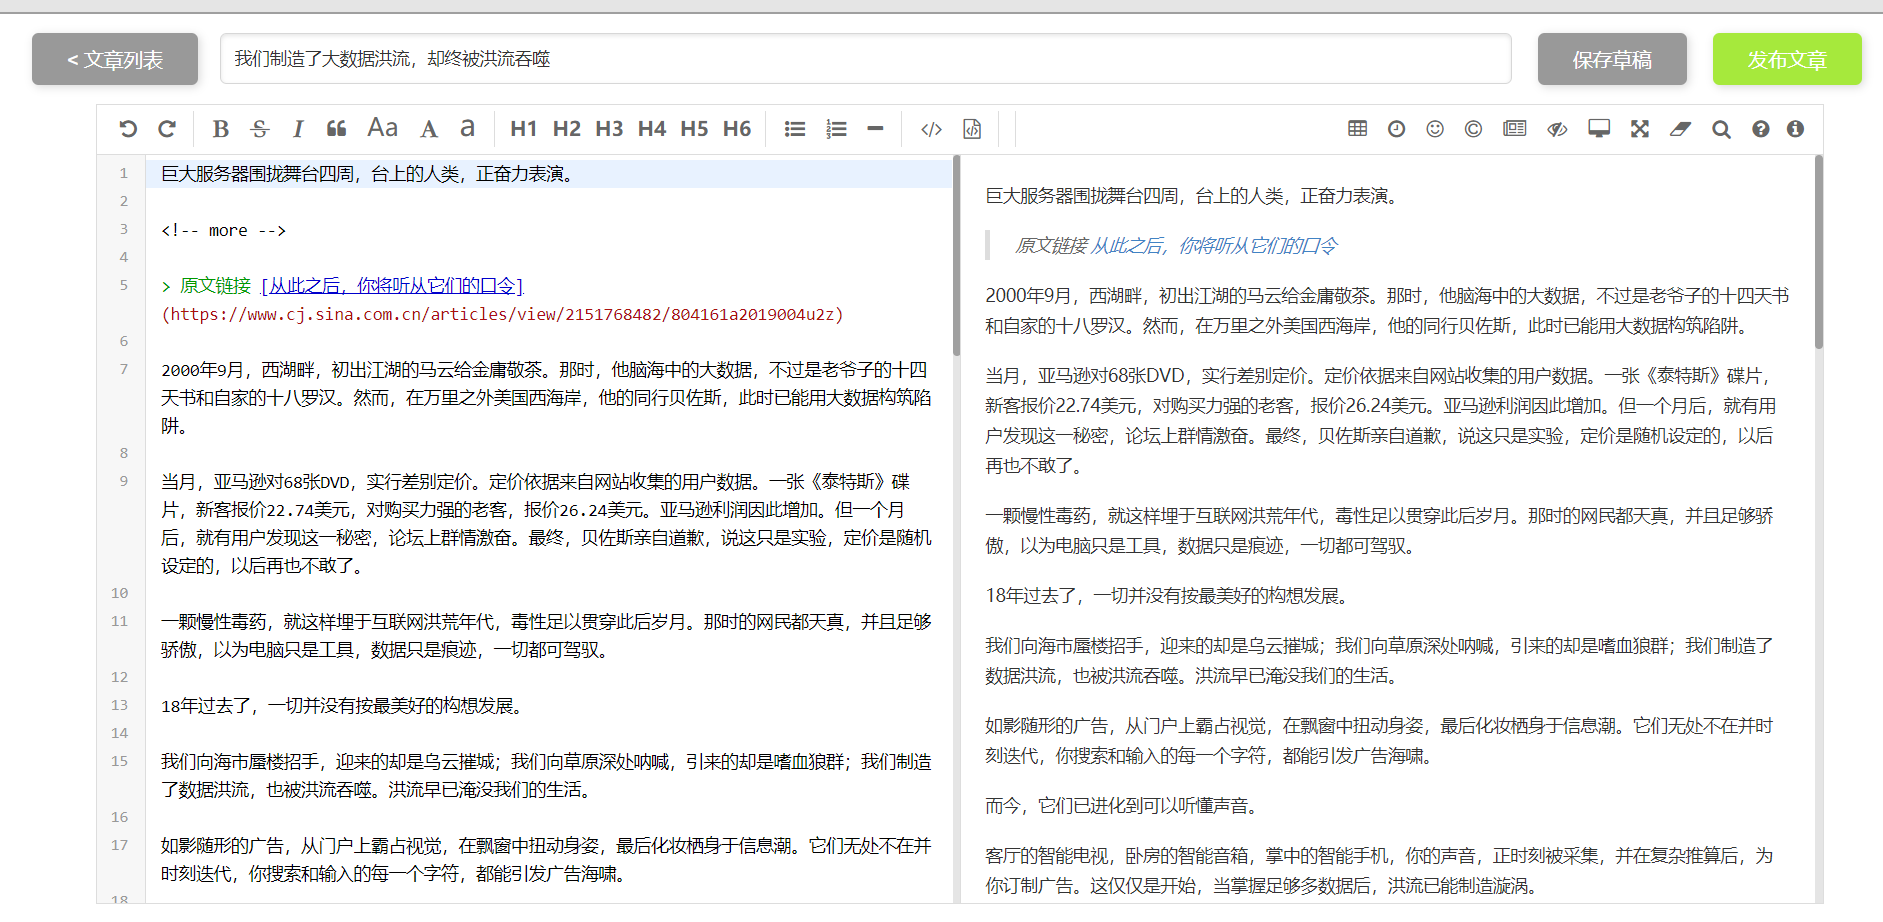 < 文章列表
我们制造了大数据洪流，却终被洪流吞噬
保存草稿
发布文章
B S I Aa A a H1 H2 H3 H4 H5 H6
1 巨大服务器围拢舞台四周，台上的人类，正奋力表演。
2
3 <!-- more -->
4
5 > 原文链接 [从此之后，你将听从它们的口令]
(https://www.cj.sina.com.cn/articles/view/2151768482/804161a2019004u2z)
6
7 2000年9月，西湖畔，初出江湖的马云给金庸敬茶。那时，他脑海中的大数据，不过是老爷子的十四
天书和自家的十八罗汉。然而，在万里之外美国西海岸，他的同行贝佐斯，此时已能用大数据构筑陷
阱。
8
9 当月，亚马逊对68张DVD，实行差别定价。定价依据来自网站收集的用户数据。一张《泰特斯》碟
片，新客报价22.74美元，对购买力强的老客，报价26.24美元。亚马逊利润因此增加。但一个月
后，就有用户发现这一秘密，论坛上群情激奋。最终，贝佐斯亲自道歉，说这只是实验，定价是随机
设定的，以后再也不敢了。
10
11 一颗慢性毒药，就这样埋于互联网洪荒年代，毒性足以贯穿此后岁月。那时的网民都天真，并且足够
骄傲，以为电脑只是工具，数据只是痕迹，一切都可驾驭。
12
13 18年过去了，一切并没有按最美好的构想发展。
14
15 我们向海市蜃楼招手，迎来的却是乌云摧城；我们向草原深处呐喊，引来的却是嗜血狼群；我们制造
了数据洪流，也被洪流吞噬。洪流早已淹没我们的生活。
16
17 如影随形的广告，从门户上霸占视觉，在飘窗中扭动身姿，最后化妆栖身于信息潮。它们无处不在并
时刻迭代，你搜索和输入的每一个字符，都能引发广告海啸。
18
巨大服务器围拢舞台四周，台上的人类，正奋力表演。
原文链接 从此之后，你将听从它们的口令
2000年9月，西湖畔，初出江湖的马云给金庸敬茶。那时，他脑海中的大数据，不过是老爷子的十四天书
和自家的十八罗汉。然而，在万里之外美国西海岸，他的同行贝佐斯，此时已能用大数据构筑陷阱。
当月，亚马逊对68张DVD，实行差别定价。定价依据来自网站收集的用户数据。一张《泰特斯》碟片，
新客报价22.74美元，对购买力强的老客，报价26.24美元。亚马逊利润因此增加。但一个月后，就有用
户发现这一秘密，论坛上群情激奋。最终，贝佐斯亲自道歉，说这只是实验，定价是随机设定的，以后
再也不敢了。
一颗慢性毒药，就这样埋于互联网洪荒年代，毒性足以贯穿此后岁月。那时的网民都天真，并且足够骄
傲，以为电脑只是工具，数据只是痕迹，一切都可驾驭。
18年过去了，一切并没有按最美好的构想发展。
我们向海市蜃楼招手，迎来的却是乌云摧城；我们向草原深处呐喊，引来的却是嗜血狼群；我们制造了
数据洪流，也被洪流吞噬。洪流早已淹没我们的生活。
如影随形的广告，从门户上霸占视觉，在飘窗中扭动身姿，最后化妆栖身于信息潮。它们无处不在并时
刻迭代，你搜索和输入的每一个字符，都能引发广告海啸。
而今，它们已进化到可以听懂声音。
客厅的智能电视，卧房的智能音箱，掌中的智能手机，你的声音，正时刻被采集，并在复杂推算后，为
你订制广告。这仅仅是开始，当掌握足够多数据后，洪流已能制造漩涡。